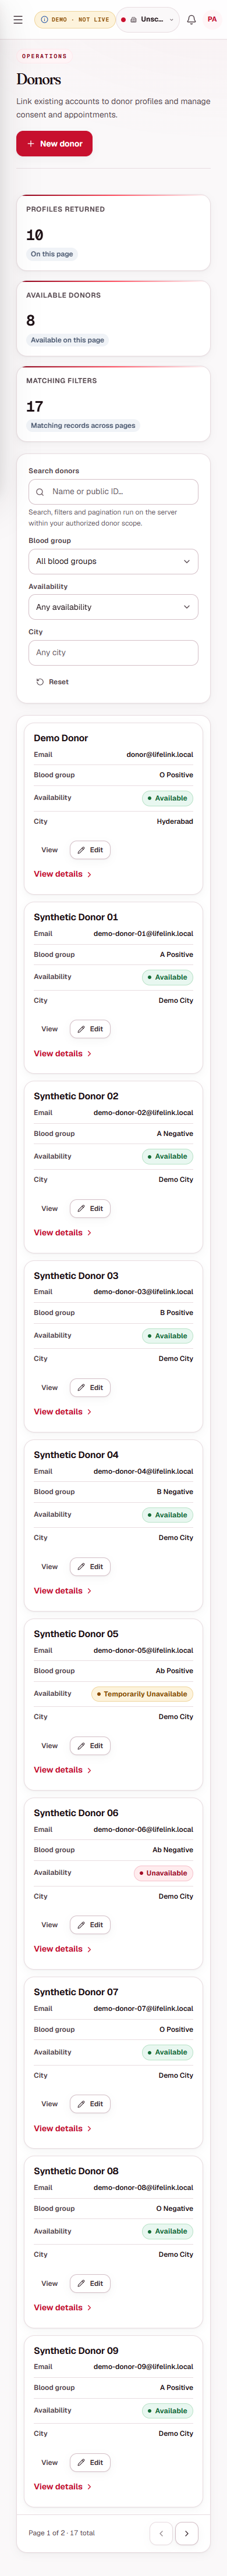 DEMO · NOT LIVE
Unsc...
PA
OPERATIONS
Donors
Link existing accounts to donor profiles and manage
consent and appointments.
New donor
PROFILES RETURNED
10
On this page
AVAILABLE DONORS
8
Available on this page
MATCHING FILTERS
17
Matching records across pages
Search donors
Name or public ID...
Search, filters and pagination run on the server
within your authorized donor scope.
Blood group
All blood groups
Availability
Any availability
City
Any city
Reset
Demo Donor
Email donor@lifelink.local
Blood group O Positive
Availability Available
City Hyderabad
View Edit
View details
Synthetic Donor 01
Email demo-donor-01@lifelink.local
Blood group A Positive
Availability Available
City Demo City
View Edit
View details
Synthetic Donor 02
Email demo-donor-02@lifelink.local
Blood group A Negative
Availability Available
City Demo City
View Edit
View details
Synthetic Donor 03
Email demo-donor-03@lifelink.local
Blood group B Positive
Availability Available
City Demo City
View Edit
View details
Synthetic Donor 04
Email demo-donor-04@lifelink.local
Blood group B Negative
Availability Available
City Demo City
View Edit
View details
Synthetic Donor 05
Email demo-donor-05@lifelink.local
Blood group Ab Positive
Availability Temporarily Unavailable
City Demo City
View Edit
View details
Synthetic Donor 06
Email demo-donor-06@lifelink.local
Blood group Ab Negative
Availability Unavailable
City Demo City
View Edit
View details
Synthetic Donor 07
Email demo-donor-07@lifelink.local
Blood group O Positive
Availability Available
City Demo City
View Edit
View details
Synthetic Donor 08
Email demo-donor-08@lifelink.local
Blood group O Negative
Availability Available
City Demo City
View Edit
View details
Synthetic Donor 09
Email demo-donor-09@lifelink.local
Blood group A Positive
Availability Available
City Demo City
View Edit
View details
Page 1 of 2 · 17 total